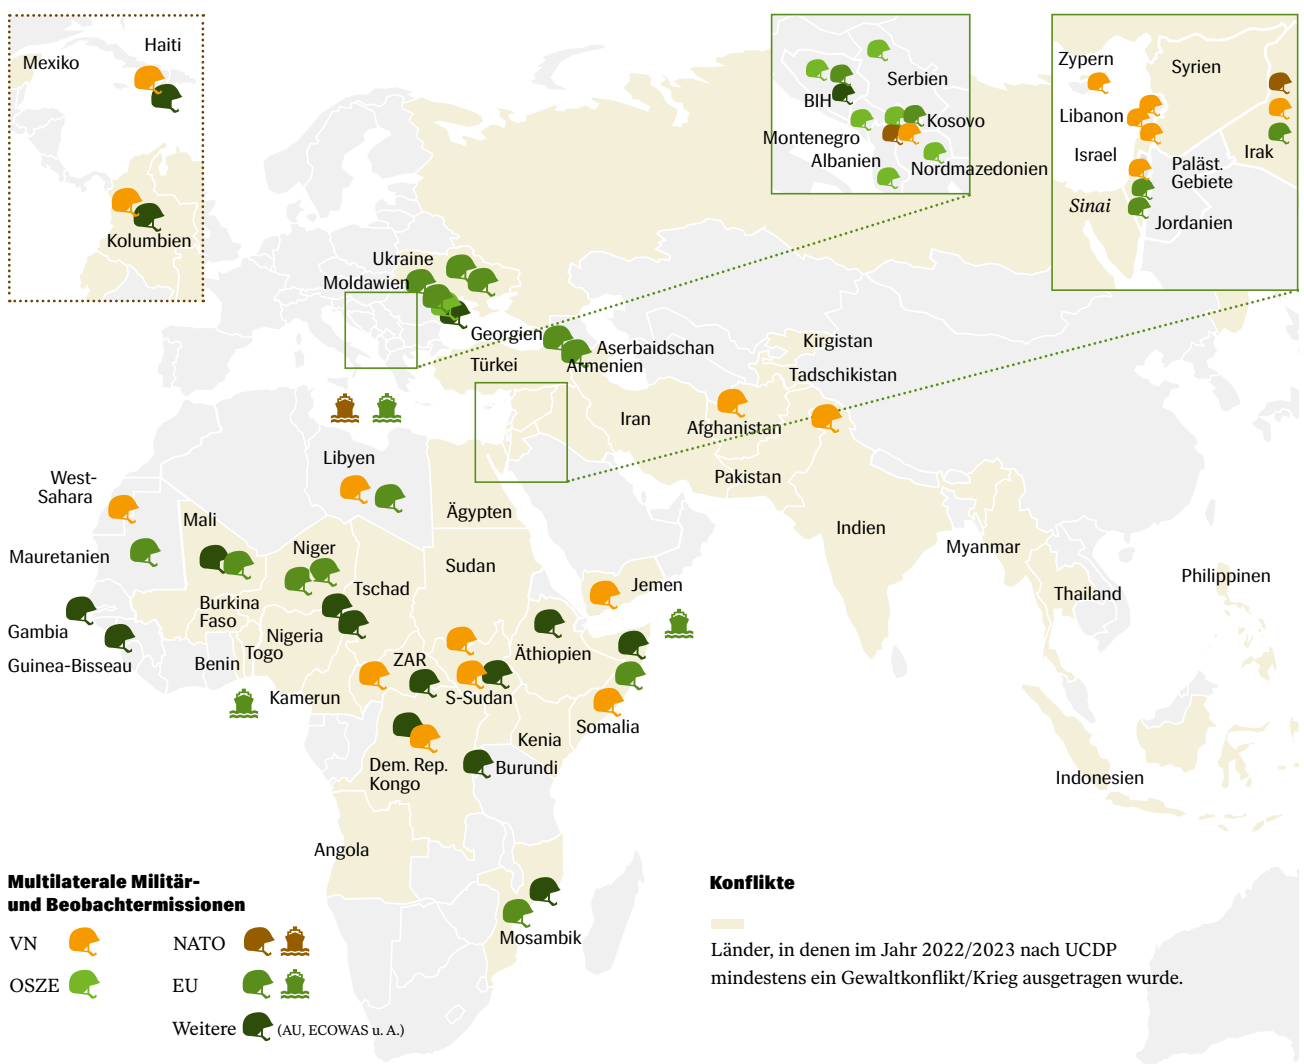 Haiti
Mexiko
Kolumbien
Serbien
BIH
Kosovo
Montenegro
Albanien
Nordmazedonien
Zypern
Syrien
Libanon
Israel
Irak
Paläst.
Gebiete
Sinai
Jordanien
Ukraine
Moldawien
Georgien
Aserbaidschan
Armenien
Türkei
Kirgistan
Tadschikistan
Iran
Afghanistan
Pakistan
Libyen
West-
Sahara
Ägypten
Mali
Indien
Mauretanien
Niger
Myanmar
Sudan
Tschad
Jemen
Philippinen
Thailand
Burkina
Faso
Gambia
Nigeria
Togo
Äthiopien
Guinea-Bisseau
Benin
ZAR
Kamerun
S-Sudan
Somalia
Kenia
Dem. Rep.
Kongo
Burundi
Indonesien
Angola
Mosambik
Multilaterale Militär-
und Beobachtermissionen
VN
NATO
OSZE
EU
Weitere (AU, ECOWAS u. A.)
Konflikte
Länder, in denen im Jahr 2022/2023 nach UCDP
mindestens ein Gewaltkonflikt/Krieg ausgetragen wurde.